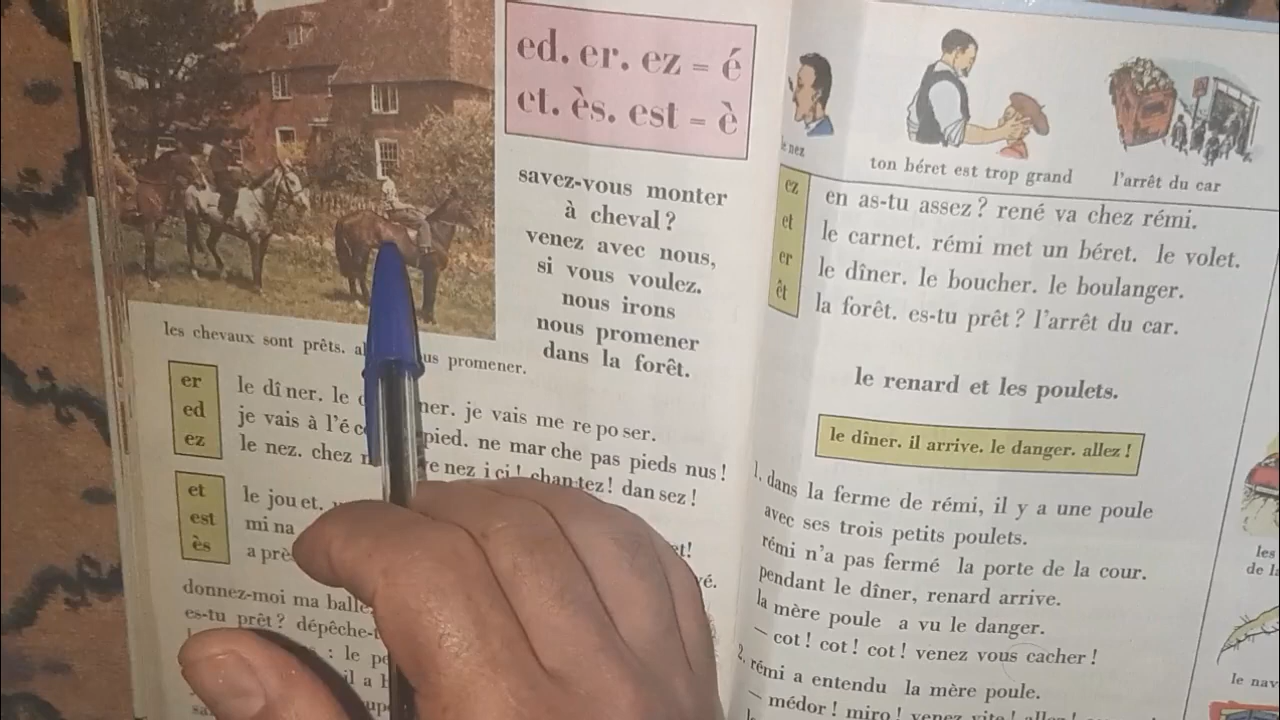 ed. er. ez = é
et. ès. est = è
savez-vous monter
à cheval ?
venez avec nous,
si vous voulez.
nous irons
nous promener
dans la forêt.
les chevaux sont prêts. promener.
er
ed
ez
le dî ner. le je vais me re po ser.
je vais à l'é pied. ne mar che pas pieds nus !
le nez. chez i ci ! chan tez ! dan sez !
et
est
ès
le jou et.
mi na
a
donnez-moi ma
es-tu prêt ?
: le
le nez
ton béret est trop grand
l'arrêt du car
ez
et
er
êt
en as-tu assez ? rené va chez rémi.
le carnet. rémi met un béret. le volet.
le dîner. le boucher. le boulanger.
la forêt. es-tu prêt ? l'arrêt du car.
le renard et les poulets.
le dîner. il arrive. le danger. allez !
1. dans la ferme de rémi, il y a une poule
avec ses trois petits poulets.
rémi n'a pas fermé la porte de la cour.
pendant le dîner, renard arrive.
la mère poule a vu le danger.
– cot ! cot ! cot ! venez vous cacher !
2. rémi a entendu la mère poule.
– médor ! miro ! venez vite !
les
de
le